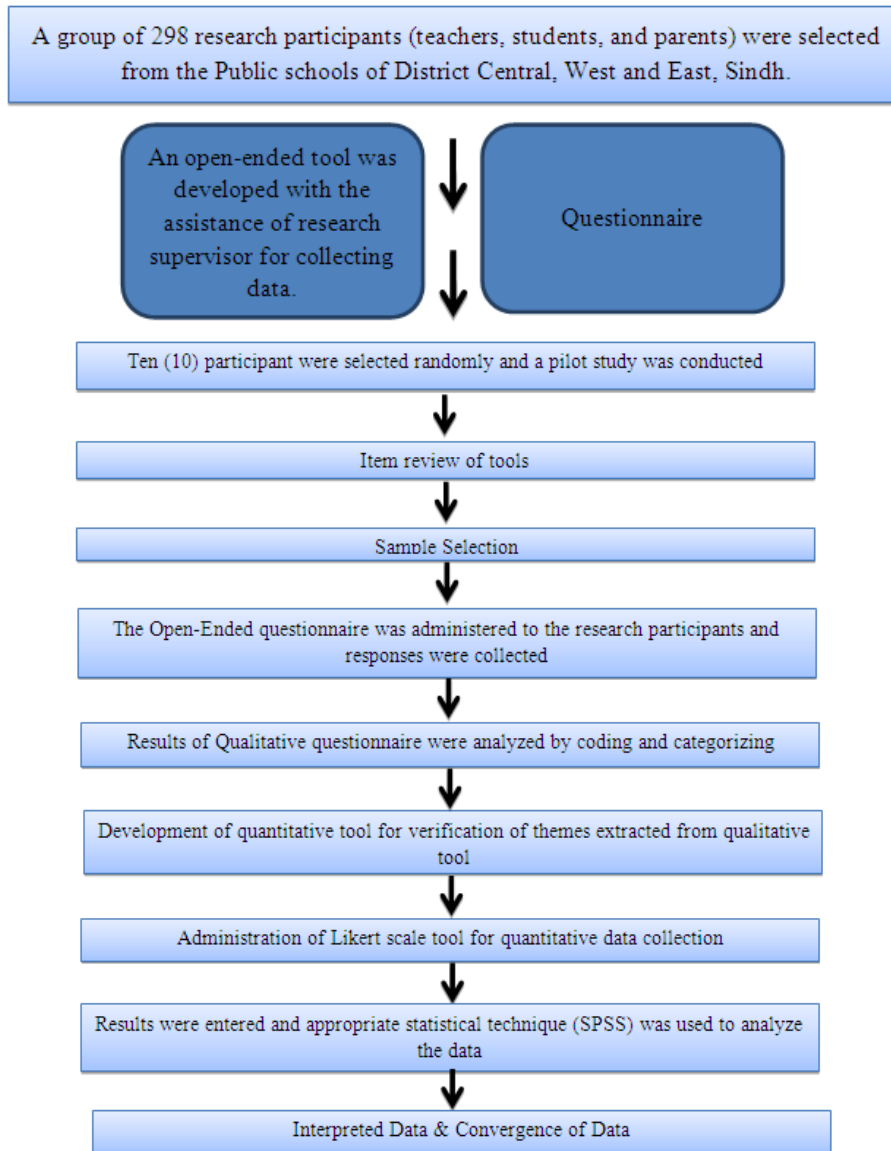 A group of 298 research participants (teachers, students, and parents) were selected
from the Public schools of District Central, West and East, Sindh.
An open-ended tool was
developed with the
assistance of research
supervisor for collecting
data.
Questionnaire
Ten (10) participant were selected randomly and a pilot study was conducted
Item review of tools
Sample Selection
The Open-Ended questionnaire was administered to the research participants and
responses were collected
Results of Qualitative questionnaire were analyzed by coding and categorizing
Development of quantitative tool for verification of themes extracted from qualitative
tool
Administration of Likert scale tool for quantitative data collection
Results were entered and appropriate statistical technique (SPSS) was used to analyze
the data
Interpreted Data & Convergence of Data